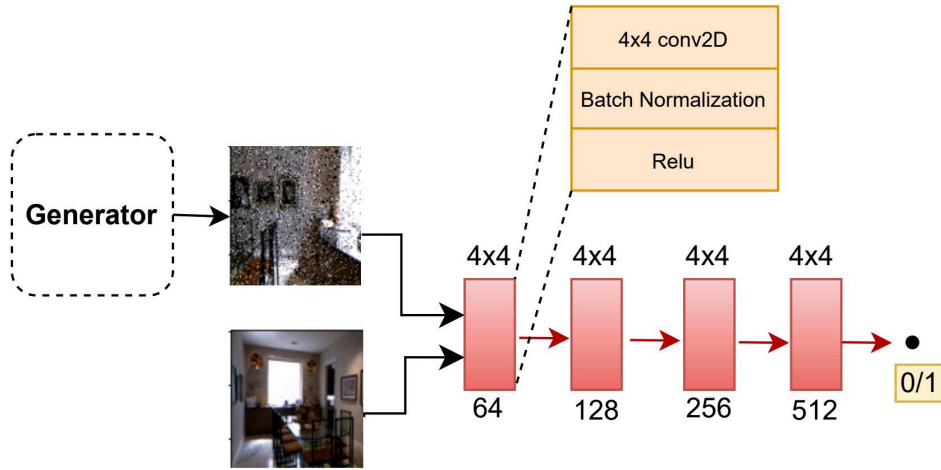 4x4 conv2D
Batch Normalization
Relu
Generator
4x4 4x4 4x4 4x4
64 128 256 512
0/1